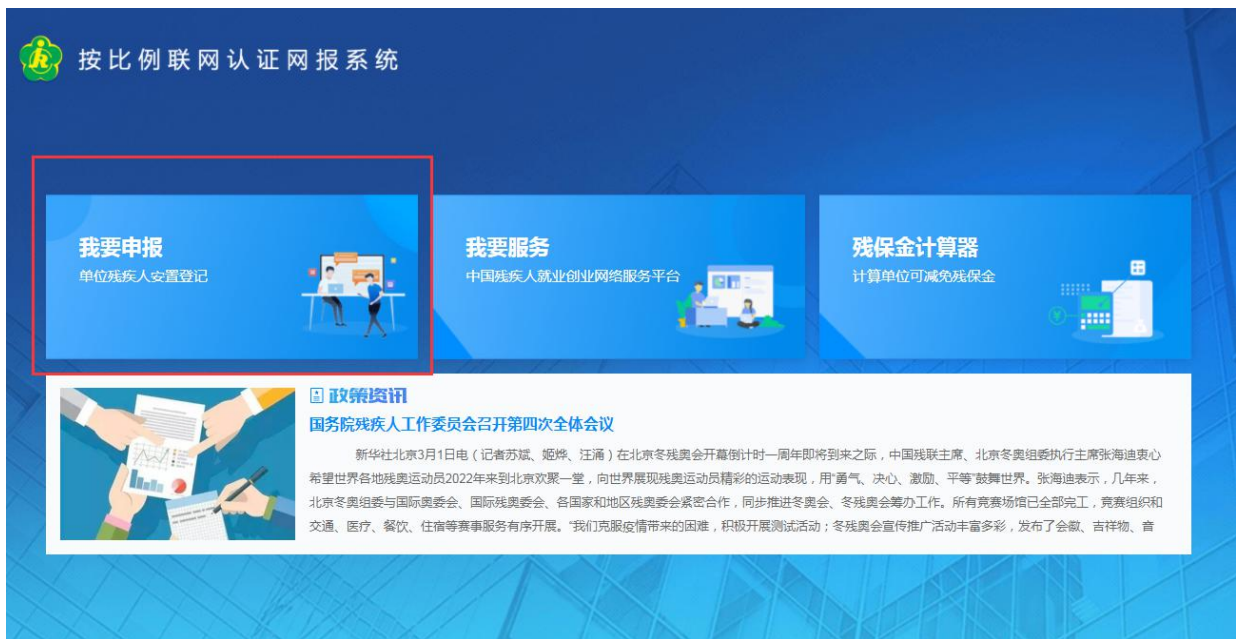 按比例联网认证网报系统
我要申报
单位残疾人安置登记
我要服务
中国残疾人就业创业网络服务平台
残保金计算器
计算单位可减免残保金
政策资讯
国务院残疾人工作委员会召开第四次全体会议
新华社北京3月1日电（记者苏斌、姬烨、汪涌）在北京冬残奥会开幕倒计时一周年即将到来之际，中国残联主席、北京冬奥组委执行主席张海迪衷心
希望世界各地残奥运动员2022年来到北京欢聚一堂，向世界展现残奥运动员精彩的运动表现，用“勇气、决心、激励、平等”鼓舞世界。张海迪表示，几年来，
北京冬奥组委与国际奥委会、国际残奥委会、各国家和地区残奥委会紧密合作，同步推进冬奥会、冬残奥会筹办工作。所有竞赛场馆已全部完工，竞赛组织和
交通、医疗、餐饮、住宿等赛事服务有序开展。“我们克服疫情带来的困难，积极开展测试活动；冬残奥会宣传推广活动丰富多彩，发布了会徽、吉祥物、音